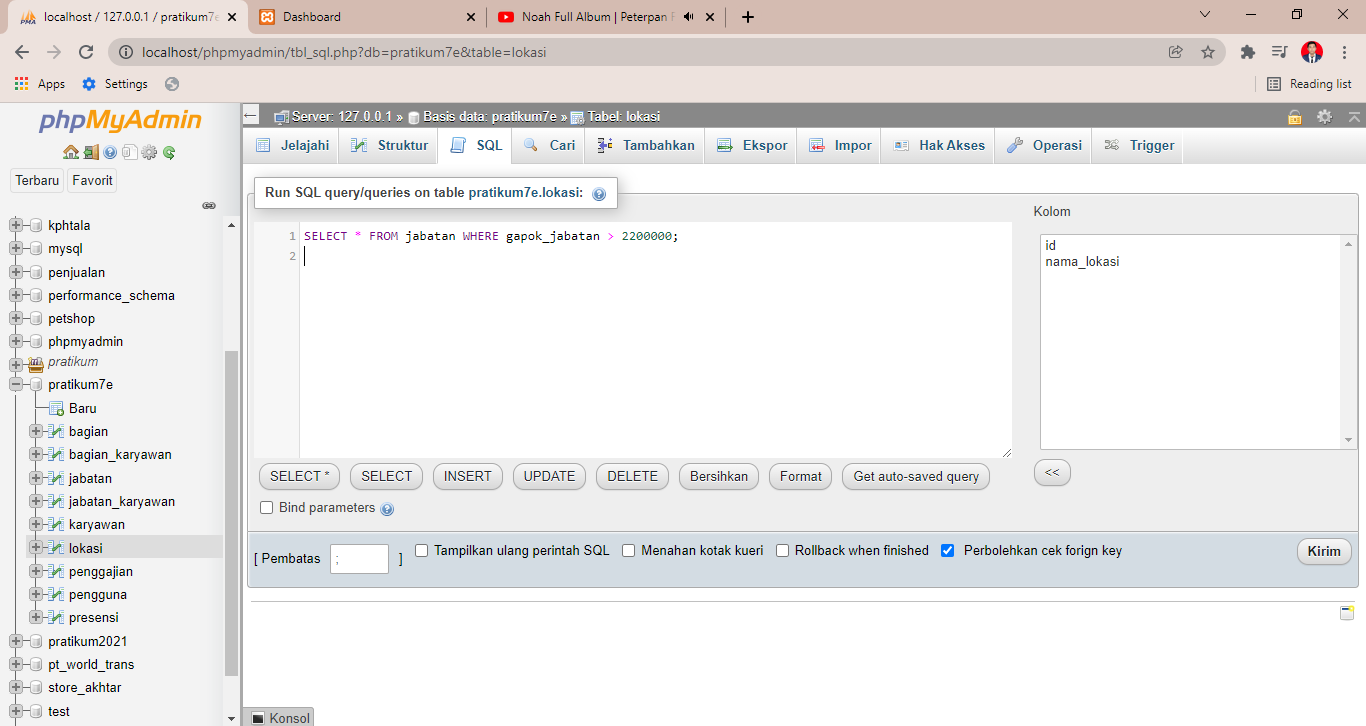 localhost / 127.0.0.1 / pratikum7e
Dashboard
Noah Full Album | Peterpan
localhost/phpmyadmin/tbl_sql.php?db=pratikum7e&table=lokasi
Apps
Settings
Reading list
phpMyAdmin
Terbaru
Favorit
kphtala
mysql
penjualan
performance_schema
petshop
phpmyadmin
pratikum
pratikum7e
Baru
bagian
bagian_karyawan
jabatan
jabatan_karyawan
karyawan
lokasi
penggajian
pengguna
presensi
pratikum2021
pt_world_trans
store_akhtar
test
Server: 127.0.0.1 » Basis data: pratikum7e » Tabel: lokasi
Jelajahi
Struktur
SQL
Cari
Tambahkan
Ekspor
Impor
Hak Akses
Operasi
Trigger
Run SQL query/queries on table pratikum7e.lokasi:
1 SELECT * FROM jabatan WHERE gapok_jabatan > 2200000;
2
Kolom
id
nama_lokasi
SELECT *
SELECT
INSERT
UPDATE
DELETE
Bersihkan
Format
Get auto-saved query
<<
Bind parameters
[ Pembatas ; ]
Tampilkan ulang perintah SQL
Menahan kotak kueri
Rollback when finished
Perbolehkan cek forign key
Kirim
Konsol